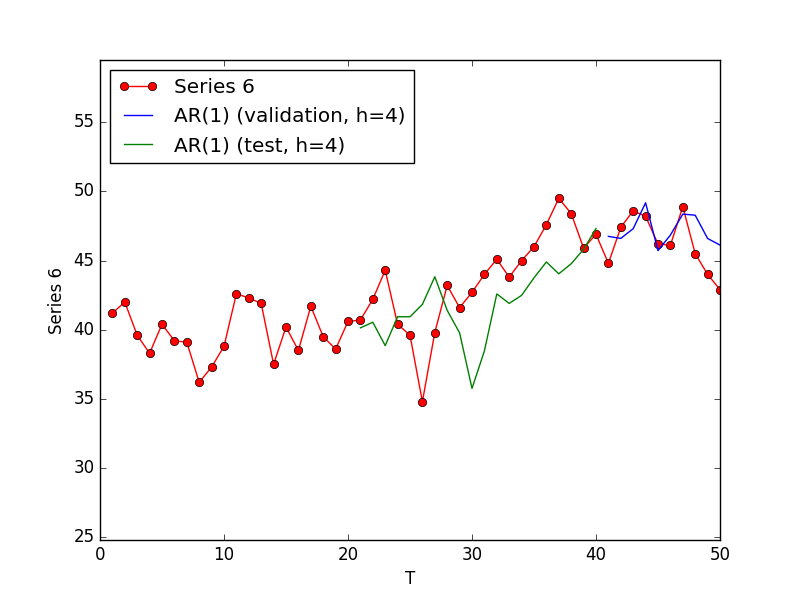 Series 6
AR(1) (validation, h=4)
AR(1) (test, h=4)
55
50
45
40
35
30
25
Series 6
0 10 20 30 40 50
T